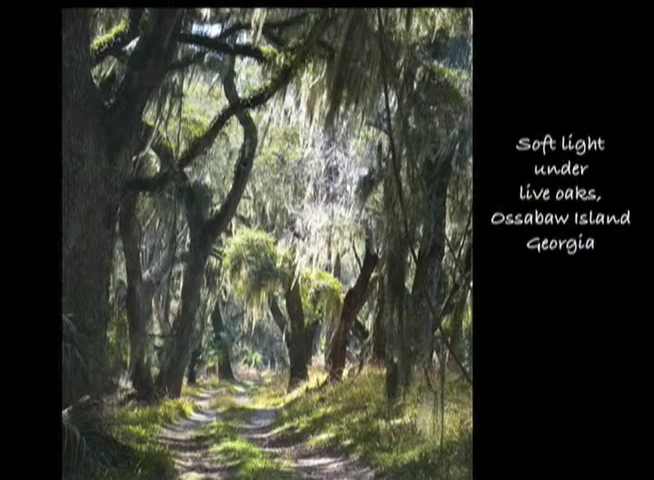 Soft light
under
live oaks,
Ossabaw Island
Georgia